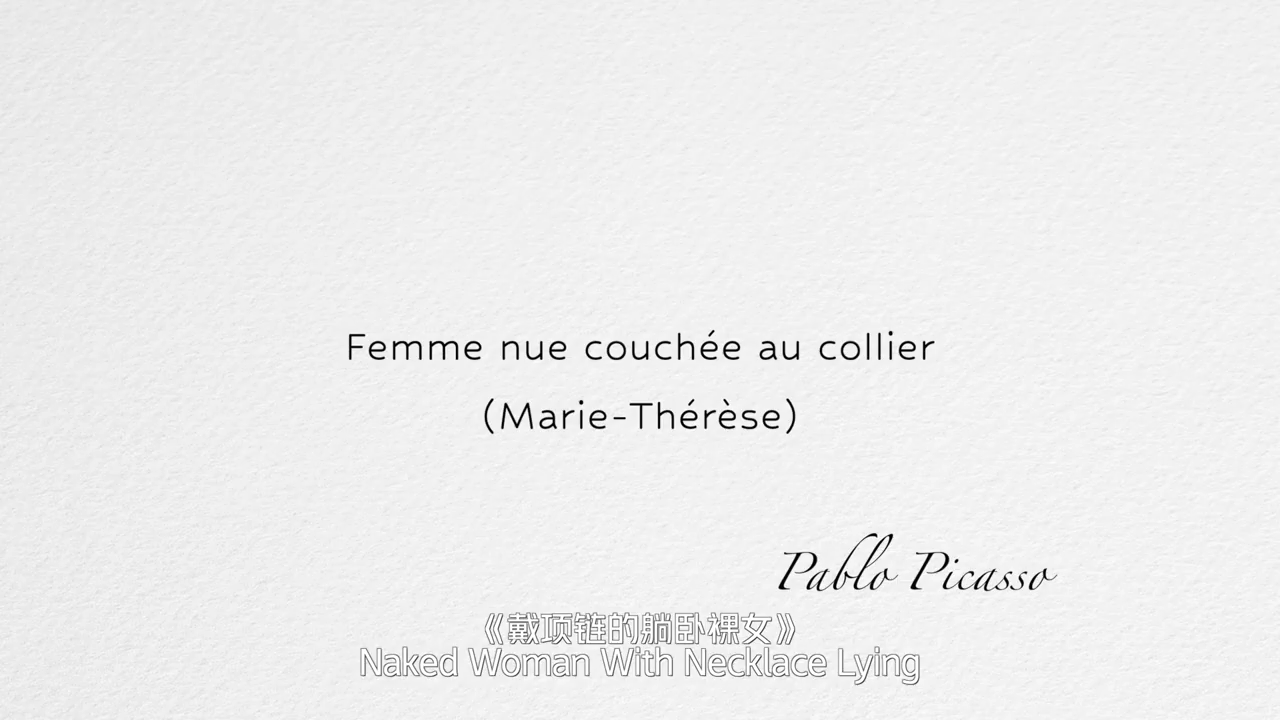 Femme nue couchée au collier
(Marie-Thérèse)
Pablo Picasso
《戴项链的躺卧裸女》
Naked Woman With Necklace Lying